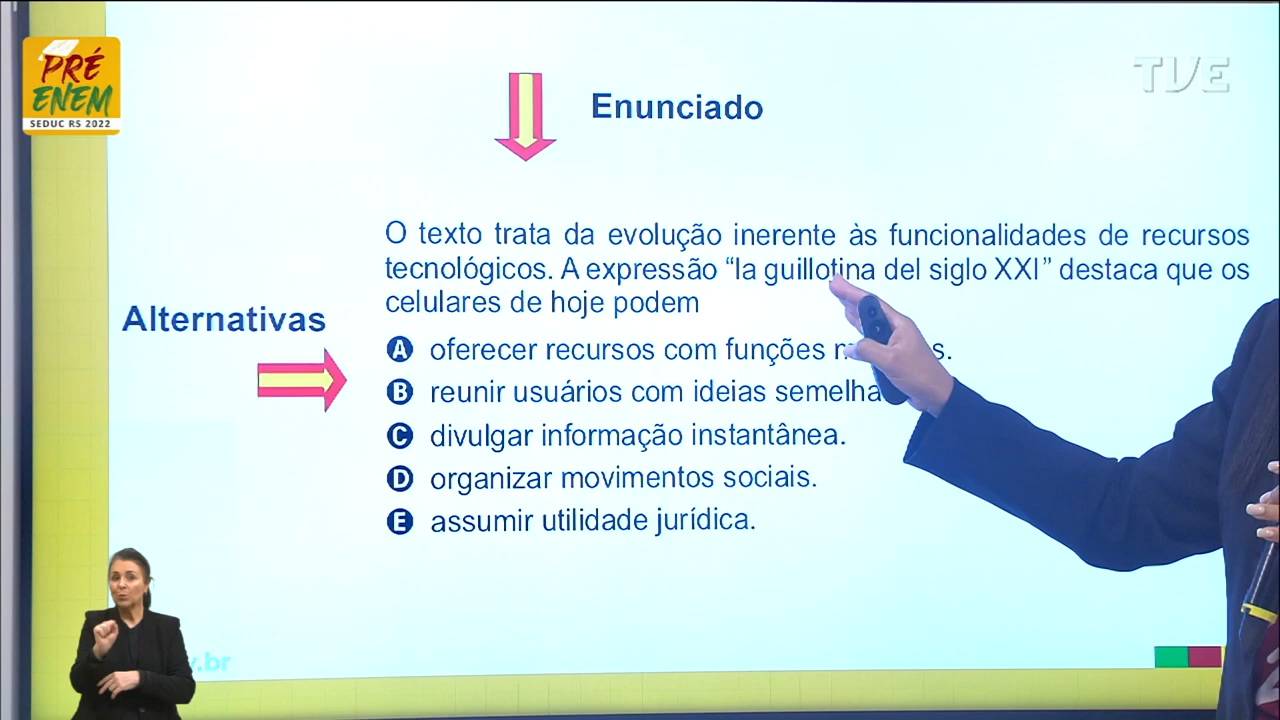 PRÉ
ENEM
SEDUC RS 2022
TVE
Enunciado
O texto trata da evolução inerente às funcionalidades de recursos
tecnológicos. A expressão “la guillotina del siglo XXI” destaca que os
celulares de hoje podem
Alternativas
A oferecer recursos com funções
B reunir usuários com ideias
C divulgar informação instantânea.
D organizar movimentos sociais.
E assumir utilidade jurídica.
.br